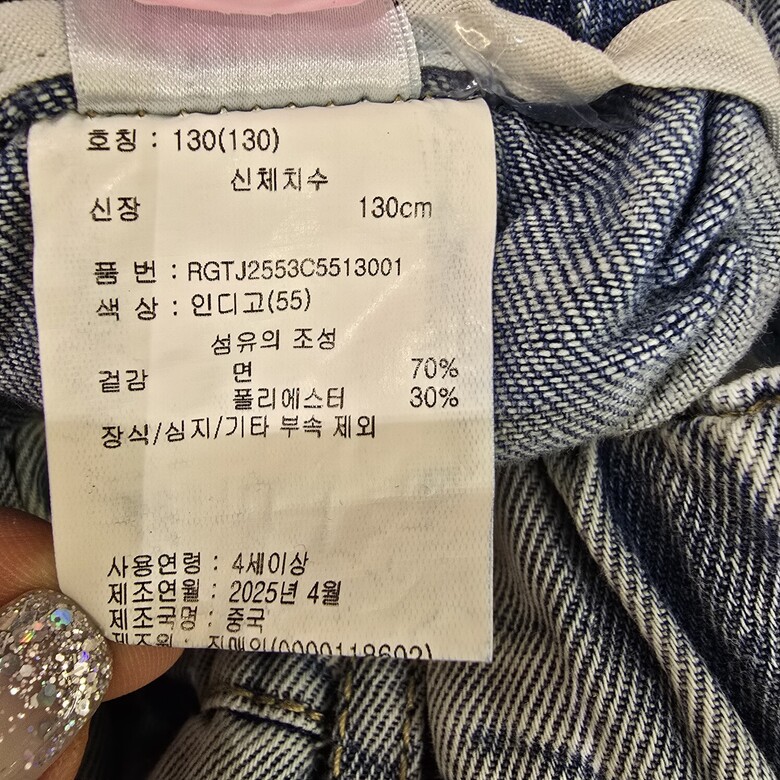 호칭 : 130(130)
신체치수
신장 130cm
품 번 : RGTJ2553C5513001
색 상 : 인디고(55)
섬유의 조성
겉감 면 70%
폴리에스터 30%
장식/심지/기타 부속 제외
사용연령 : 4세이상
제조연월 : 2025년 4월
제조국명 : 중국
제조원 :